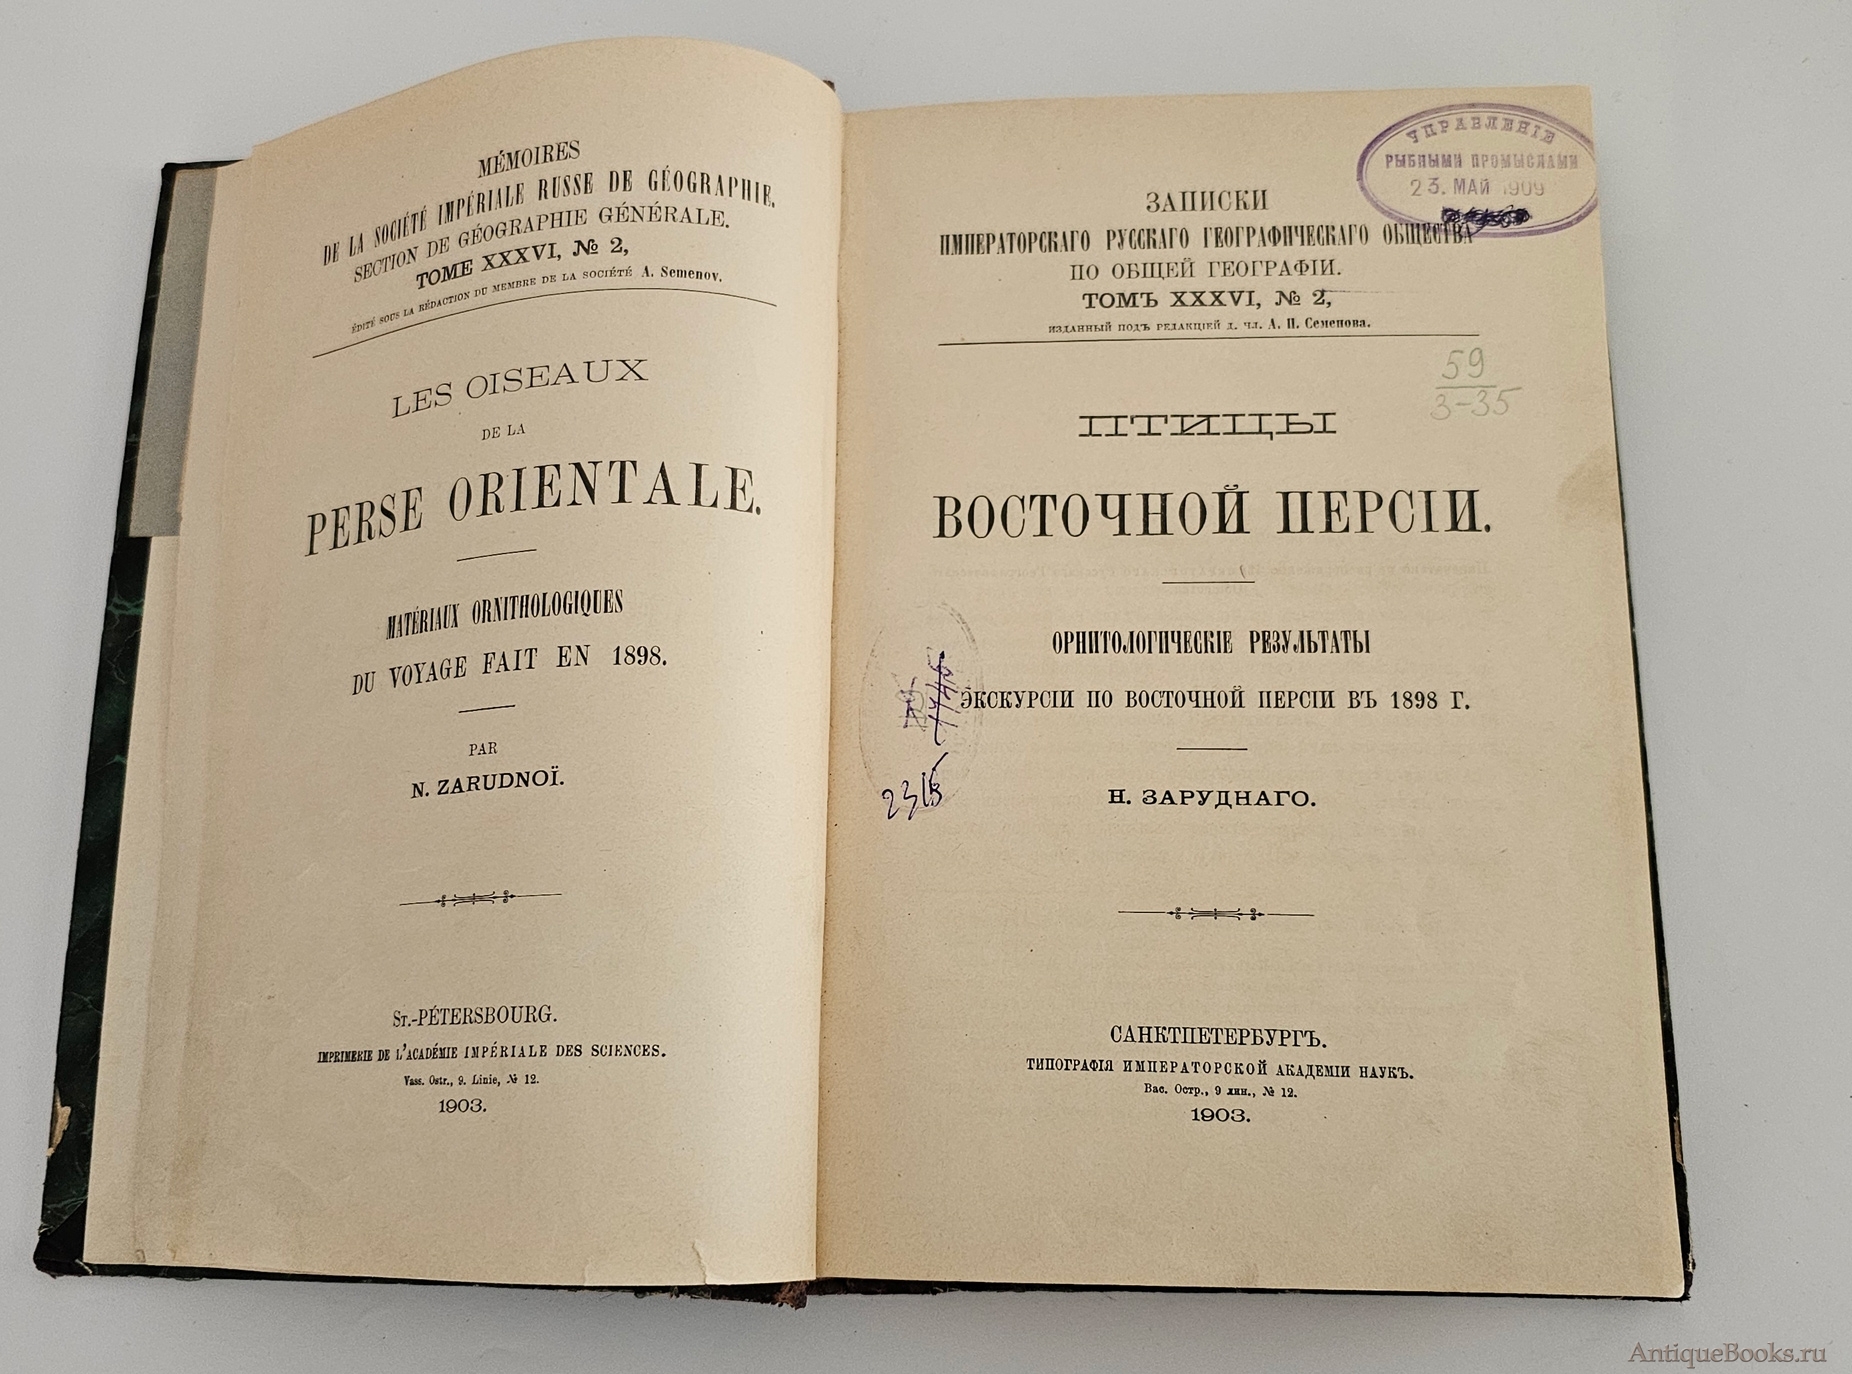 MÉMOIRES
DE LA SOCIÉTÉ IMPÉRIALE RUSSE DE GÉOGRAPHIE.
SECTION DE GÉOGRAPHIE GÉNÉRALE.
TOME XXXVI, № 2,
ÉDITÉ SOUS LA RÉDACTION DU MEMBRE DE LA SOCIÉTÉ A. Semenov.
LES OISEAUX
DE LA
PERSE ORIENTALE.
MATÉRIAUX ORNITHOLOGIQUES
DU VOYAGE FAIT EN 1898.
PAR
N. ZARUDNOÏ.
ST.-PÉTERSBOURG.
IMPRIMERIE DE L'ACADÉMIE IMPÉRIALE DES SCIENCES.
Vass. Ostr., 9. Linie, № 12.
1903.
УПРАВЛЕНІЕ
РЫБНЫМИ ПРОМЫСЛАМИ
23. МАЙ 1909
ЗАПИСКИ
ИМПЕРАТОРСКАГО РУССКАГО ГЕОГРАФИЧЕСКАГО ОБЩЕСТВА
ПО ОБЩЕЙ ГЕОГРАФІИ.
ТОМЪ XXXVI, № 2,
ИЗДАННЫЙ ПОДЪ РЕДАКЦІЕЙ Д. ЧЛ. А. П. Семенова.
59
3-35
ПТИЦЫ
ВОСТОЧНОЙ ПЕРСІИ.
ОРНИТОЛОГИЧЕСКІЕ РЕЗУЛЬТАТЫ
ЭКСКУРСІИ ПО ВОСТОЧНОЙ ПЕРСІИ ВЪ 1898 Г.
Н. ЗАРУДНАГО.
САНКТПЕТЕРБУРГЪ.
ТИПОГРАФІЯ ИМПЕРАТОРСКОЙ АКАДЕМІИ НАУКЪ.
Вас. Остр., 9 лин., № 12.
1903.
AntiqueBooks.ru